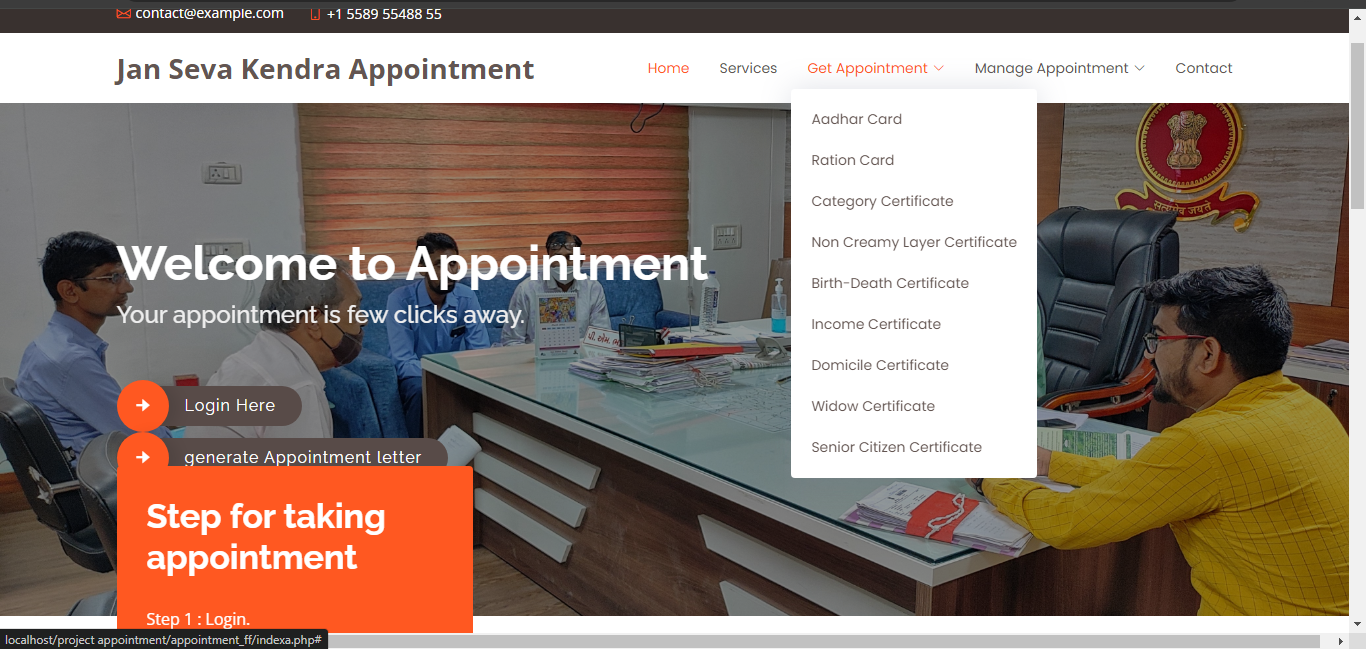 contact@example.com +1 5589 55488 55
Jan Seva Kendra Appointment
Home Services Get Appointment Manage Appointment Contact
Aadhar Card
Ration Card
Category Certificate
Non Creamy Layer Certificate
Birth-Death Certificate
Income Certificate
Domicile Certificate
Widow Certificate
Senior Citizen Certificate
सत्यमेव जयते
Welcome to Appointment
Your appointment is few clicks away.
Login Here
generate Appointment letter
Step for taking
appointment
Step 1 : Login.
localhost/project appointment/appointment_ff/indexa.php#